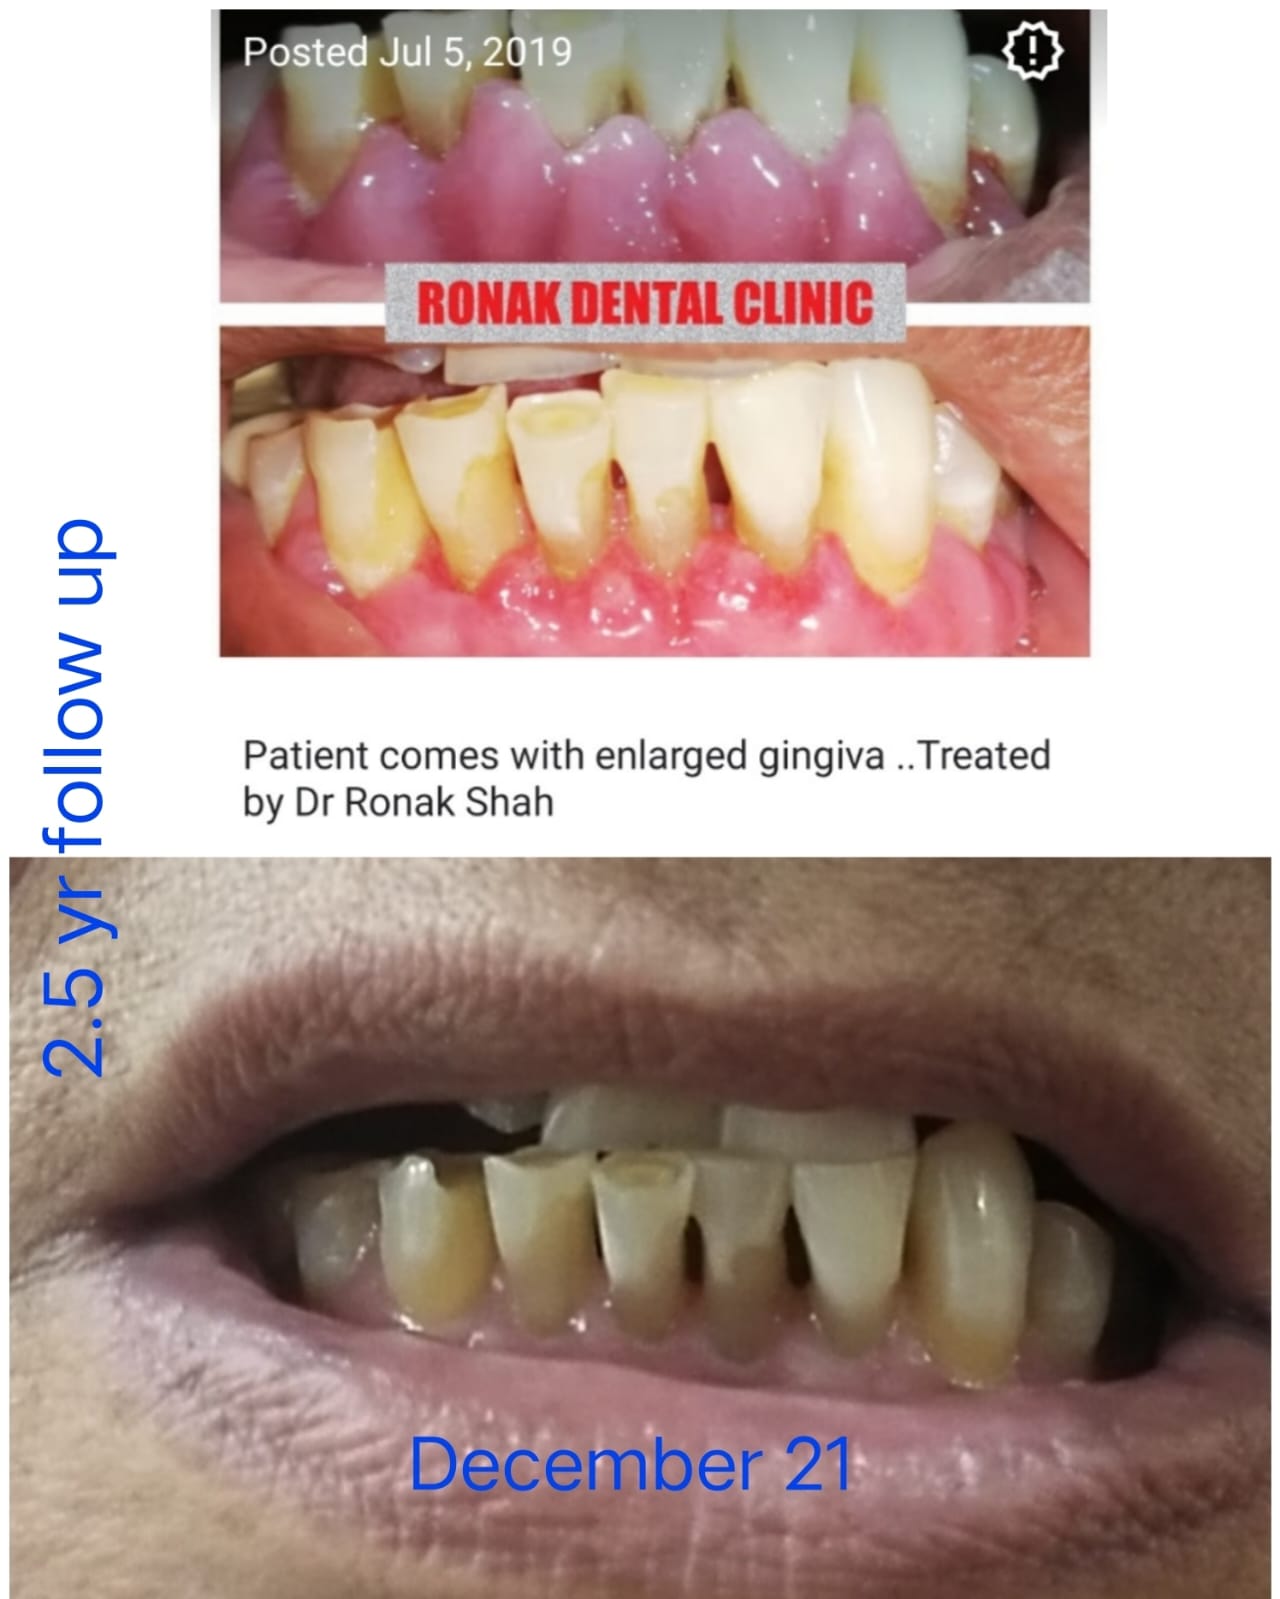 Posted Jul 5, 2019
RONAK DENTAL CLINIC
Patient comes with enlarged gingiva ..Treated
by Dr Ronak Shah
2.5 yr follow up
December 21